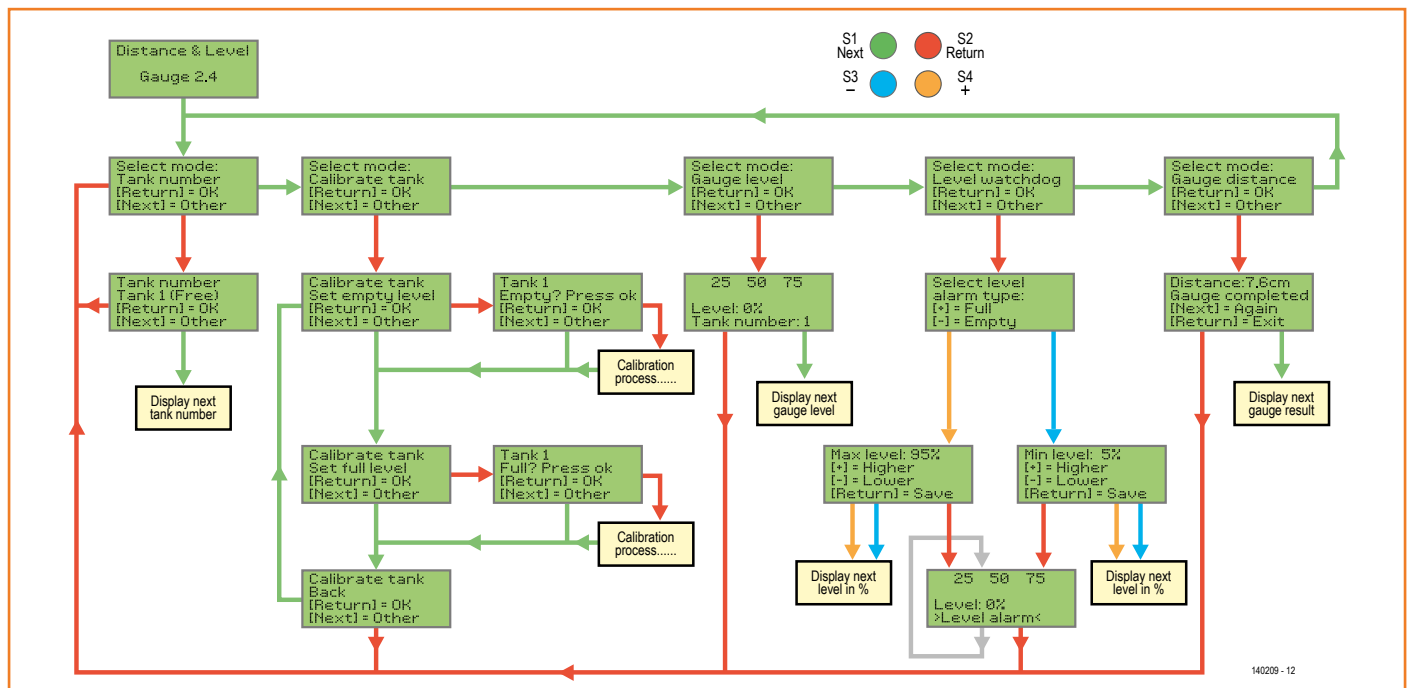 Distance & Level
Gauge 2.4
S1
Next
S2
Return
S3
–
S4
+
Select mode:
Tank number
[Return] = OK
[Next] = Other
Select mode:
Calibrate tank
[Return] = OK
[Next] = Other
Select mode:
Gauge level
[Return] = OK
[Next] = Other
Select mode:
Level watchdog
[Return] = OK
[Next] = Other
Select mode:
Gauge distance
[Return] = OK
[Next] = Other
Tank number
Tank 1 (Free)
[Return] = OK
[Next] = Other
Calibrate tank
Set empty level
[Return] = OK
[Next] = Other
Tank 1
Empty? Press ok
[Return] = OK
[Next] = Other
25 50 75
Level: 0%
Tank number: 1
Select level
alarm type:
[+] = Full
[-] = Empty
Distance:7.6cm
Gauge completed
[Next] = Again
[Return] = Exit
Calibration
process......
Display next
tank number
Display next
gauge level
Display next
gauge result
Calibrate tank
Set full level
[Return] = OK
[Next] = Other
Tank 1
Full? Press ok
[Return] = OK
[Next] = Other
Max level: 95%
[+] = Higher
[-] = Lower
[Return] = Save
Min level: 5%
[+] = Higher
[-] = Lower
[Return] = Save
Calibration
process......
Display next
level in %
Display next
level in %
Calibrate tank
Back
[Return] = OK
[Next] = Other
25 50 75
Level: 0%
>Level alarm<
140209 - 12